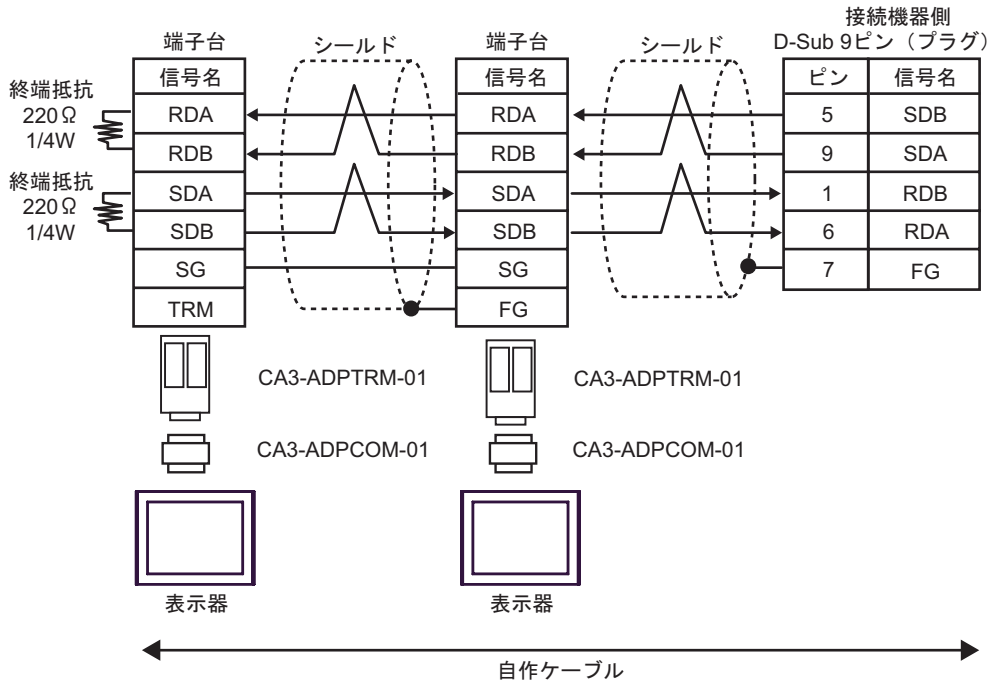 接続機器側
端子台 シールド 端子台 シールド D-Sub 9ピン（プラグ）
信号名 信号名 ピン 信号名
終端抵抗
220Ω
1/4W
RDA RDA 5 SDB
RDB RDB 9 SDA
終端抵抗
220Ω
1/4W
SDA SDA 1 RDB
SDB SDB 6 RDA
SG SG 7 FG
TRM FG
CA3-ADPTRM-01 CA3-ADPTRM-01
CA3-ADPCOM-01 CA3-ADPCOM-01
表示器 表示器
自作ケーブル